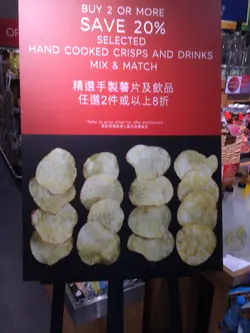 BUY 2 OR MORE
SAVE 20%
SELECTED
HAND COOKED CRISPS AND DRINKS
MIX & MATCH
精選手製薯片及飲品
任選2件或以上8折